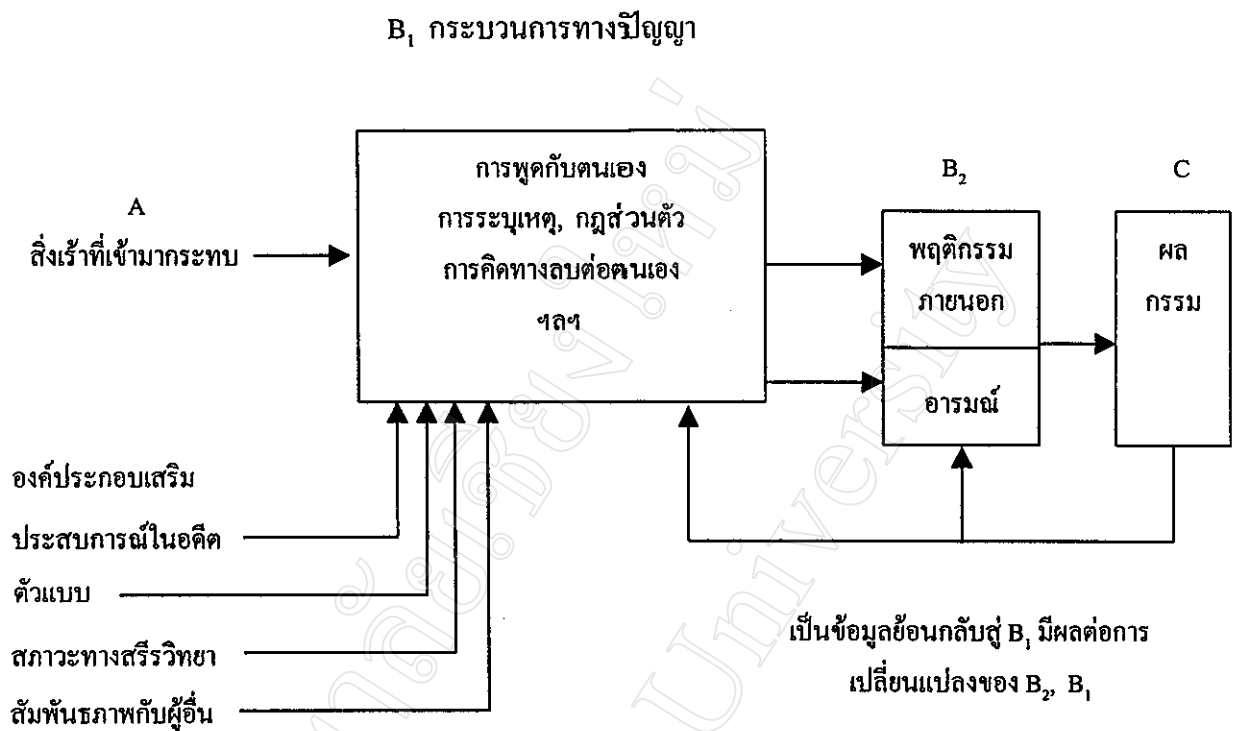 B₁ กระบวนการทางปัญญา
การพูดกับตนเอง
การระบุเหตุ, กฎส่วนตัว
การคิดทางลบต่อตนเอง
ฯลฯ
A
สิ่งเร้าที่เข้ามากระทบ
B₂
พฤติกรรม
ภายนอก
อารมณ์
C
ผล
กรรม
องค์ประกอบเสริม
ประสบการณ์ในอดีต
ตัวแบบ
สภาวะทางสรีรวิทยา
สัมพันธภาพกับผู้อื่น
เป็นข้อมูลย้อนกลับสู่ B₁ มีผลต่อการ
เปลี่ยนแปลงของ B₂, B₁
University